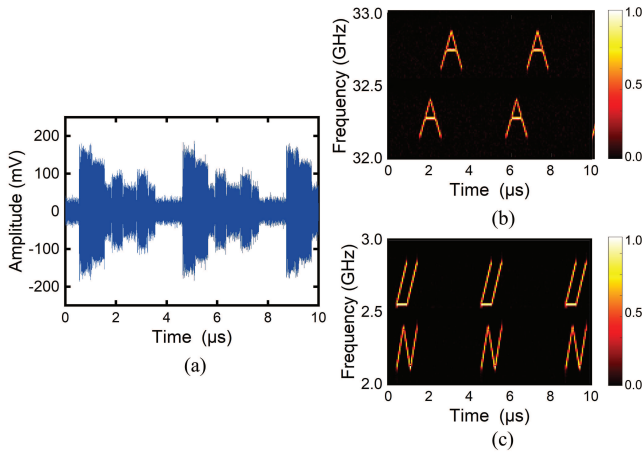 200
100
0
-100
-200
Amplitude (mV)
0 2 4 6 8 10
Time (μs)
(a)
33.0
32.5
32.0
Frequency (GHz)
A A
A A
0 2 4 6 8 10
Time (μs)
1.0
0.5
0.0
(b)
3.0
2.5
2.0
Frequency (GHz)
N N N
0 2 4 6 8 10
Time (μs)
1.0
0.5
0.0
(c)